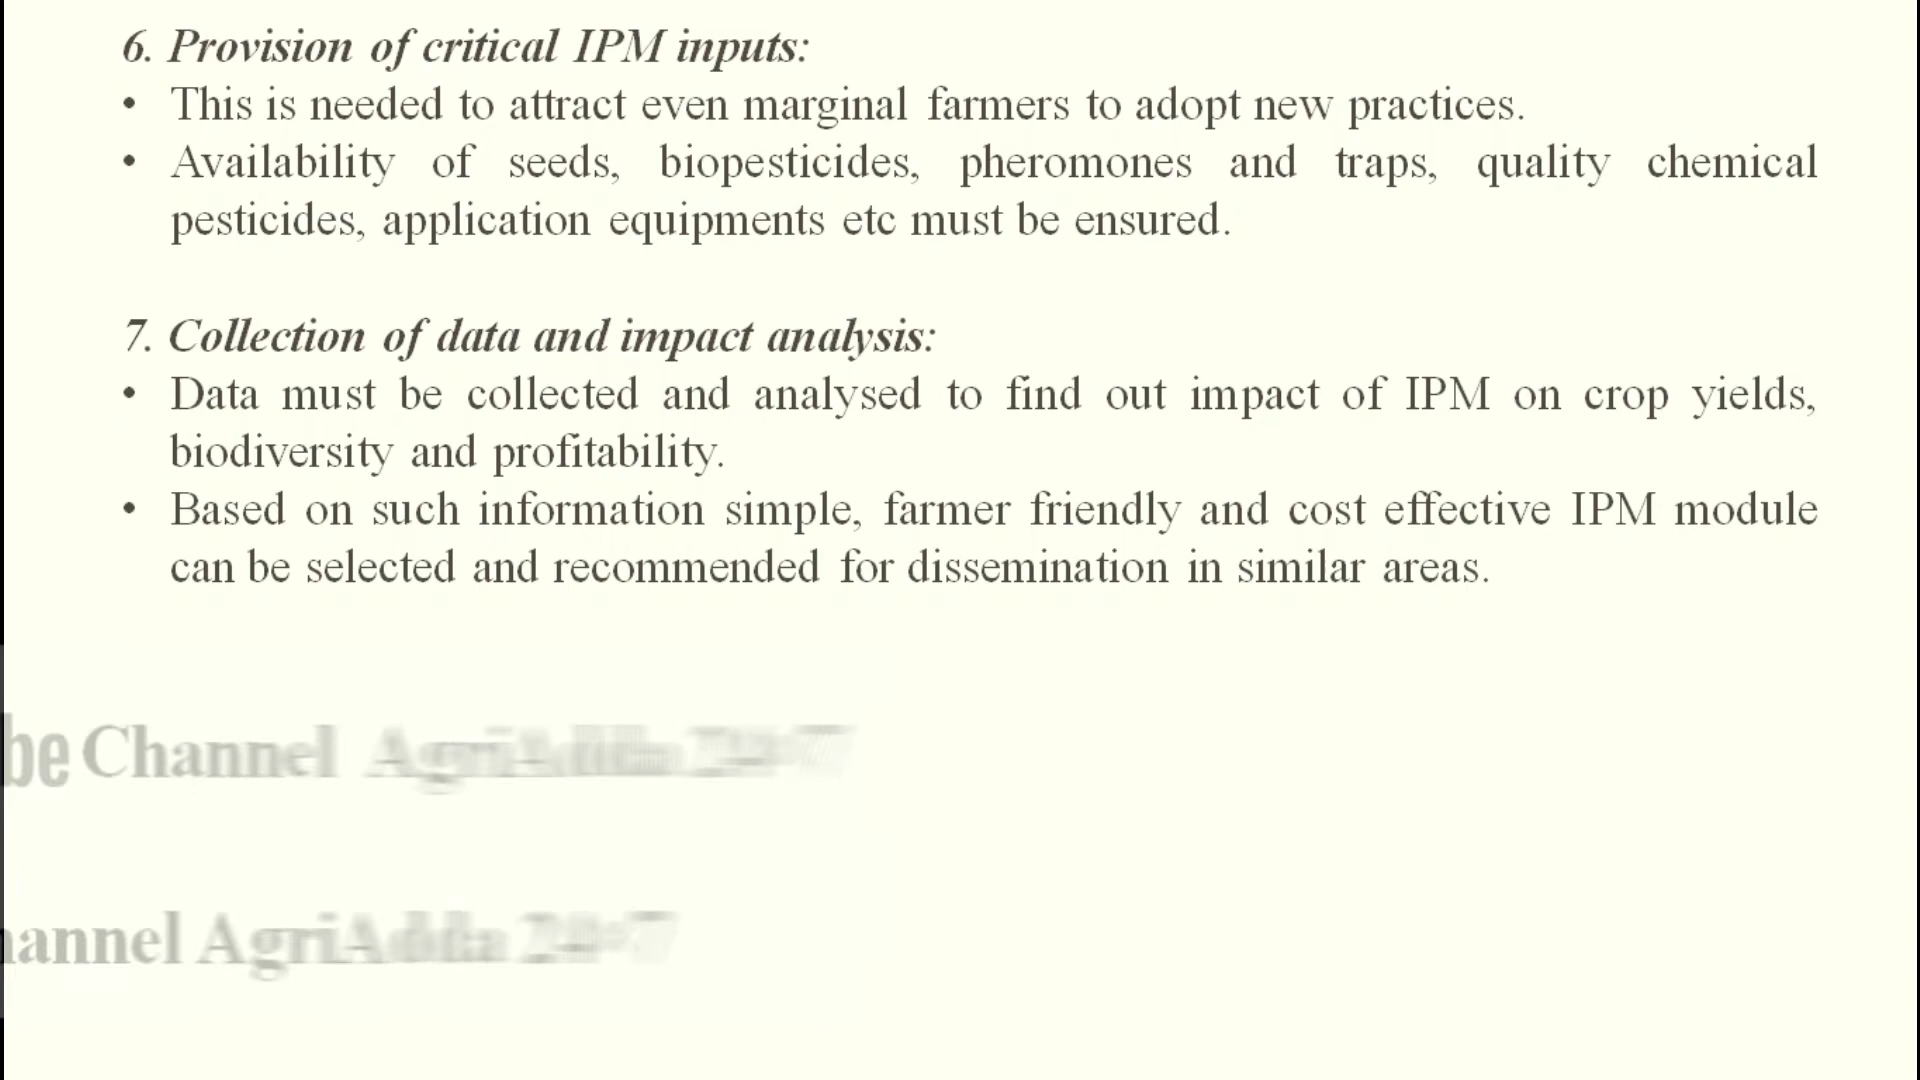 6. Provision of critical IPM inputs:
• This is needed to attract even marginal farmers to adopt new practices.
• Availability of seeds, biopesticides, pheromones and traps, quality chemical
pesticides, application equipments etc must be ensured.
7. Collection of data and impact analysis:
• Data must be collected and analysed to find out impact of IPM on crop yields,
biodiversity and profitability.
• Based on such information simple, farmer friendly and cost effective IPM module
can be selected and recommended for dissemination in similar areas.
be Channel AgriAdda
hannel AgriAdda